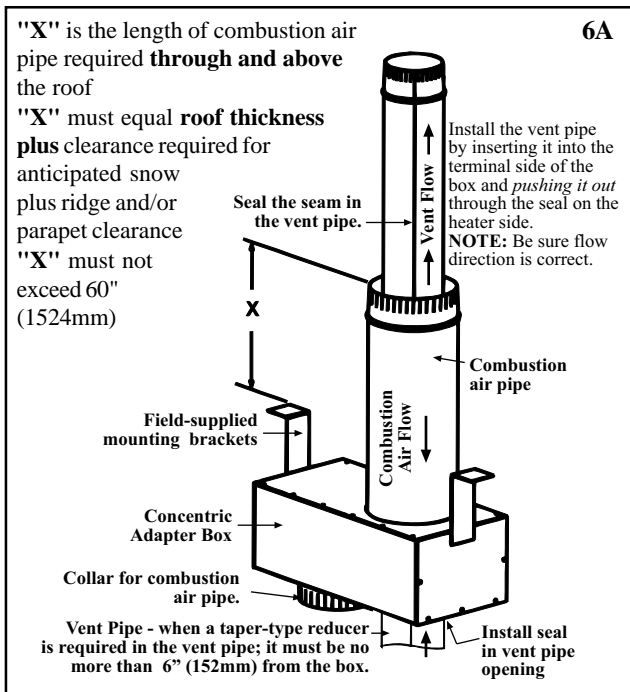 "X" is the length of combustion air
pipe required through and above
the roof
"X" must equal roof thickness
plus clearance required for
anticipated snow
plus ridge and/or
parapet clearance
"X" must not
exceed 60"
(1524mm)
6A
Install the vent pipe
by inserting it into the
terminal side of the
box and pushing it out
through the seal on the
heater side.
NOTE: Be sure flow
direction is correct.
Vent Flow
Seal the seam in
the vent pipe.
X
Combustion
air pipe
Combustion
Air Flow
Field-supplied
mounting brackets
Concentric
Adapter Box
Collar for combustion
air pipe.
Vent Pipe - when a taper-type reducer
is required in the vent pipe; it must be no
more than 6” (152mm) from the box.
Install seal
in vent pipe
opening